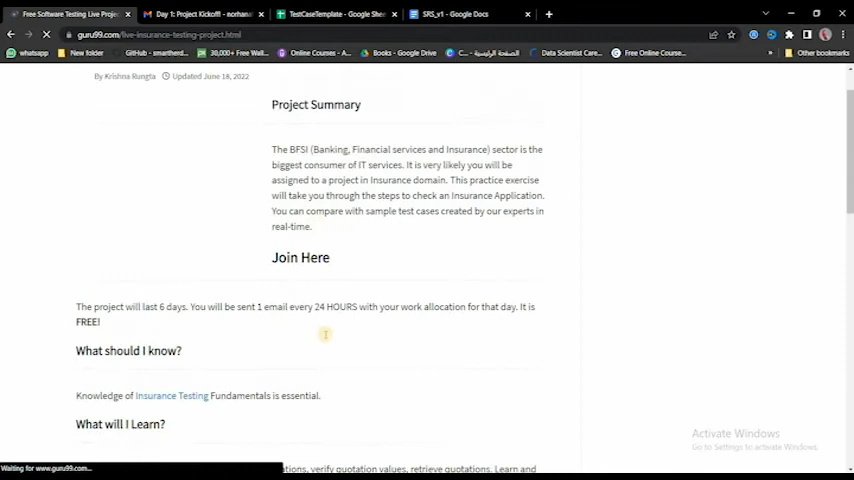 Free Software Testing Live Projec
Day 1: Project Kickoff! - norhana
TestCaseTemplate - Google Shee
SRS_v1 - Google Docs
guru99.com/live-insurance-testing-project.html
whatsapp
New folder
GitHub - smartherd...
30,000+ Free Wall...
Online Courses - A...
Books - Google Drive
C...
الصفحة الرئيسية - ...
Data Scientist Care...
Free Online Course...
»
Other bookmarks
By Krishna Rungta
Updated June 18, 2022
Project Summary
The BFSI (Banking, Financial services and Insurance) sector is the
biggest consumer of IT services. It is very likely you will be
assigned to a project in Insurance domain. This practice exercise
will take you through the steps to check an Insurance Application.
You can compare with sample test cases created by our experts in
real-time.
Join Here
The project will last 6 days. You will be sent 1 email every 24 HOURS with your work allocation for that day. It is
FREE!
What should I know?
Knowledge of Insurance Testing Fundamentals is essential.
What will I Learn?
ations, verify quotation values, retrieve quotations. Learn and
Activate Windows
Go to Settings to activate Windows.
Waiting for www.guru99.com...